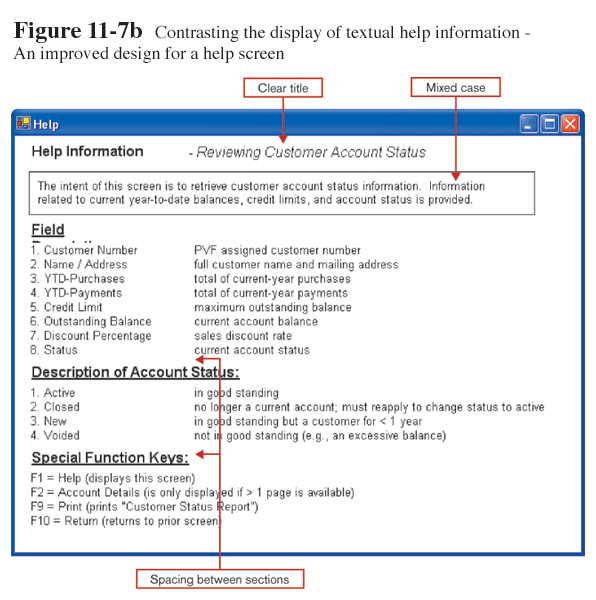 Figure 11-7b Contrasting the display of textual help information -
An improved design for a help screen
Clear title
Mixed case
Help
Help Information - Reviewing Customer Account Status
The intent of this screen is to retrieve customer account status information. Information
related to current year-to-date balances, credit limits, and account status is provided.
Field
1. Customer Number PVF assigned customer number
2. Name / Address full customer name and mailing address
3. YTD-Purchases total of current-year purchases
4. YTD-Payments total of current-year payments
5. Credit Limit maximum outstanding balance
6. Outstanding Balance current account balance
7. Discount Percentage sales discount rate
8. Status current account status
Description of Account Status:
1. Active in good standing
2. Closed no longer a current account; must reapply to change status to active
3. New in good standing but a customer for < 1 year
4. Voided not in good standing (e.g., an excessive balance)
Special Function Keys:
F1 = Help (displays this screen)
F2 = Account Details (is only displayed if > 1 page is available)
F9 = Print (prints "Customer Status Report")
F10 = Return (returns to prior screen)
Spacing between sections